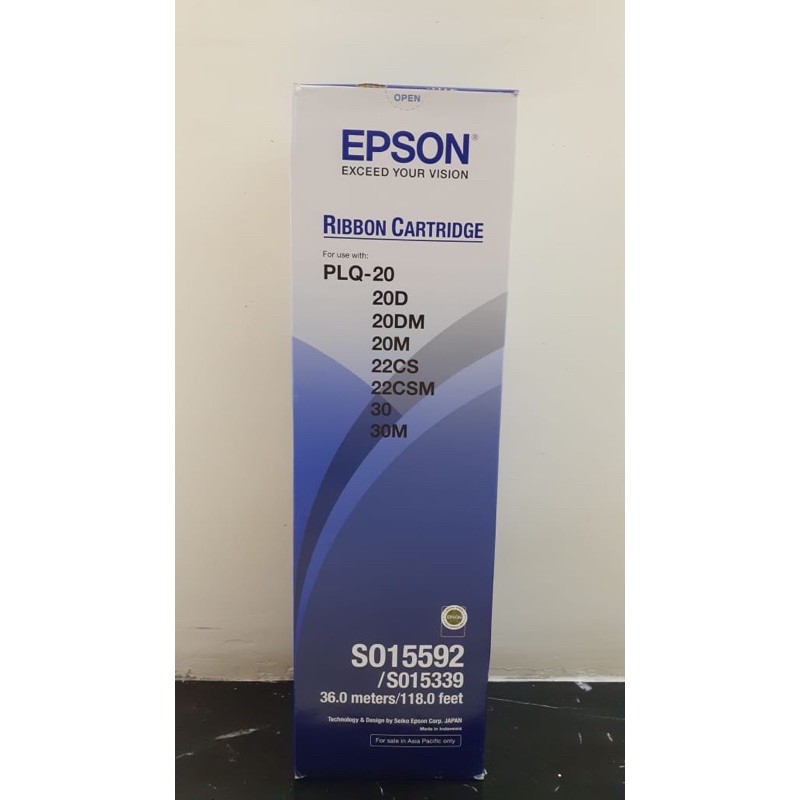 OPEN
EPSON®
EXCEED YOUR VISION
RIBBON CARTRIDGE
For use with:
PLQ-20
20D
20DM
20M
22CS
22CSM
30
30M
EPSON
S015592
/S015339
36.0 meters/118.0 feet
Technology & Design by Seiko Epson Corp. JAPAN
Made in Indonesia
For sale in Asia Pacific only